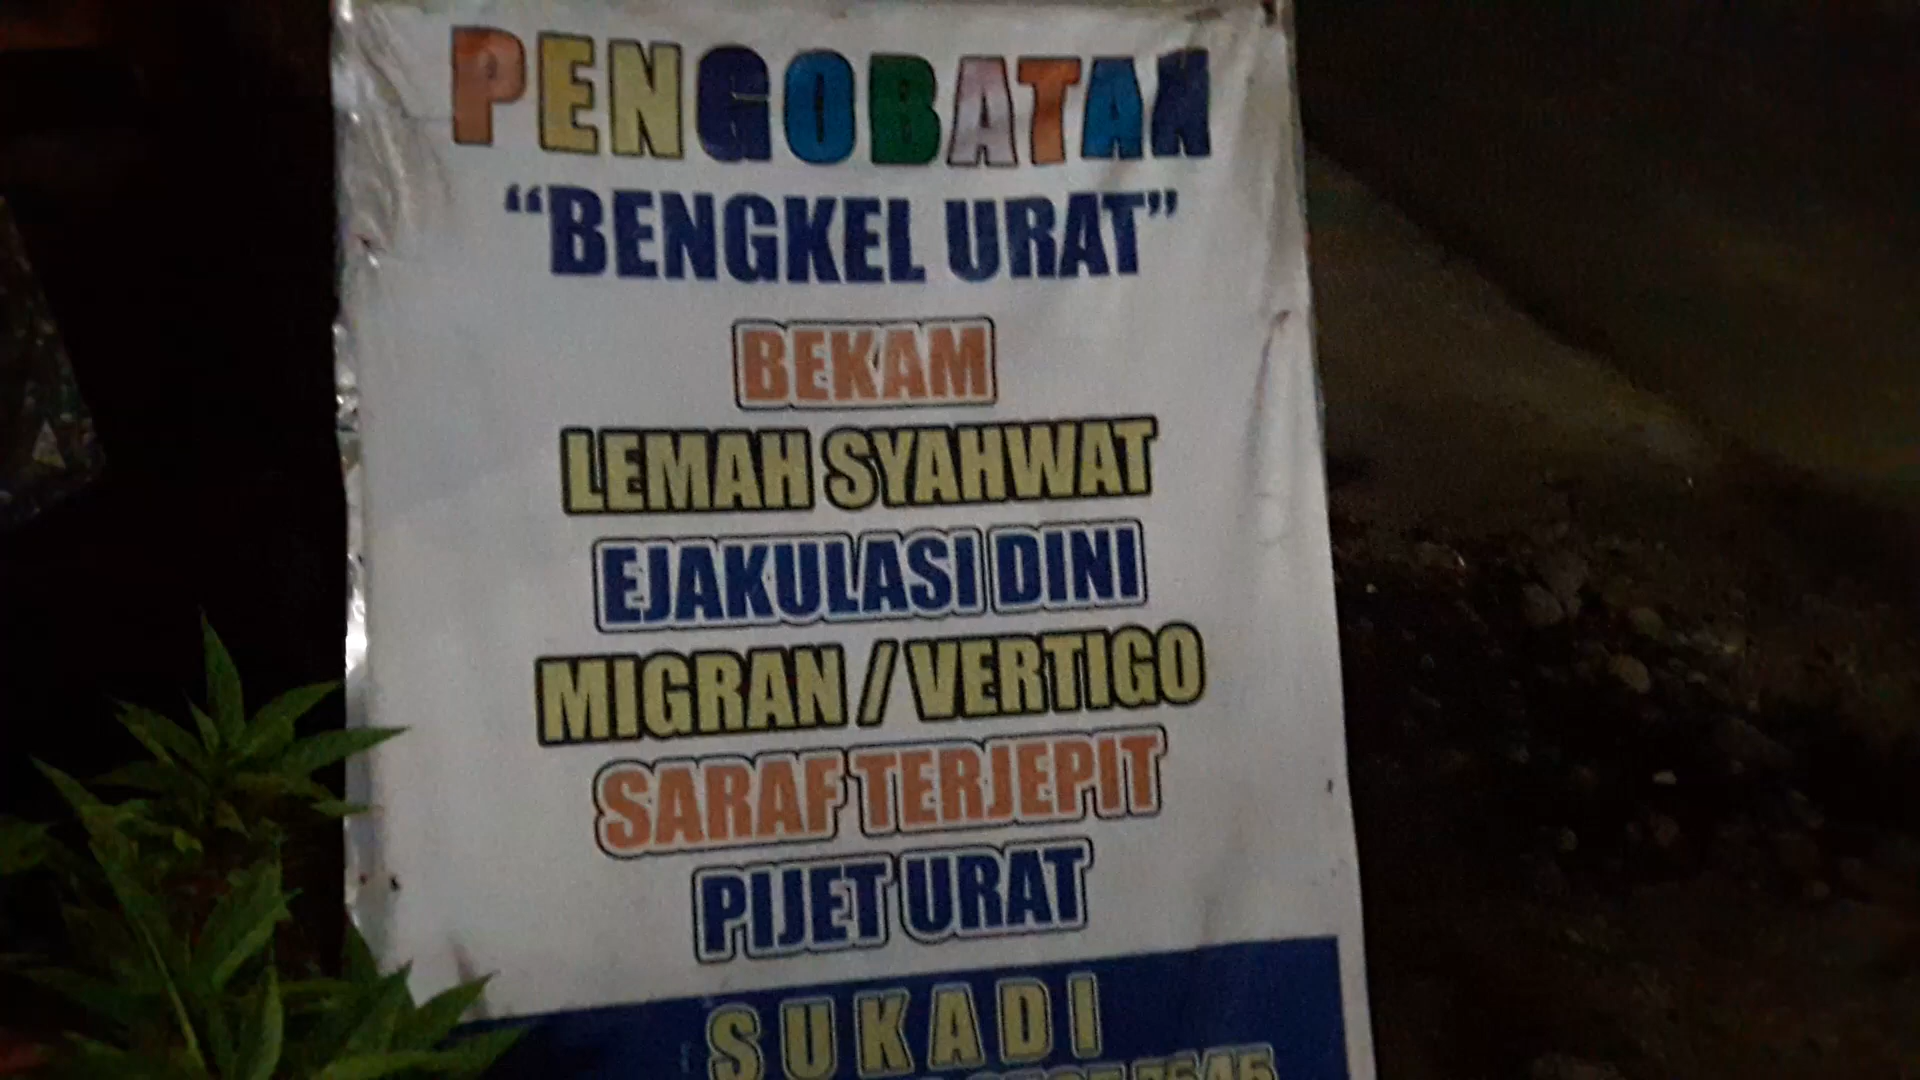 PENGOBATAN
"BENGKEL URAT"
BEKAM
LEMAH SYAHWAT
EJAKULASI DINI
MIGRAN / VERTIGO
SARAF TERJEPIT
PIJET URAT
SUKADI